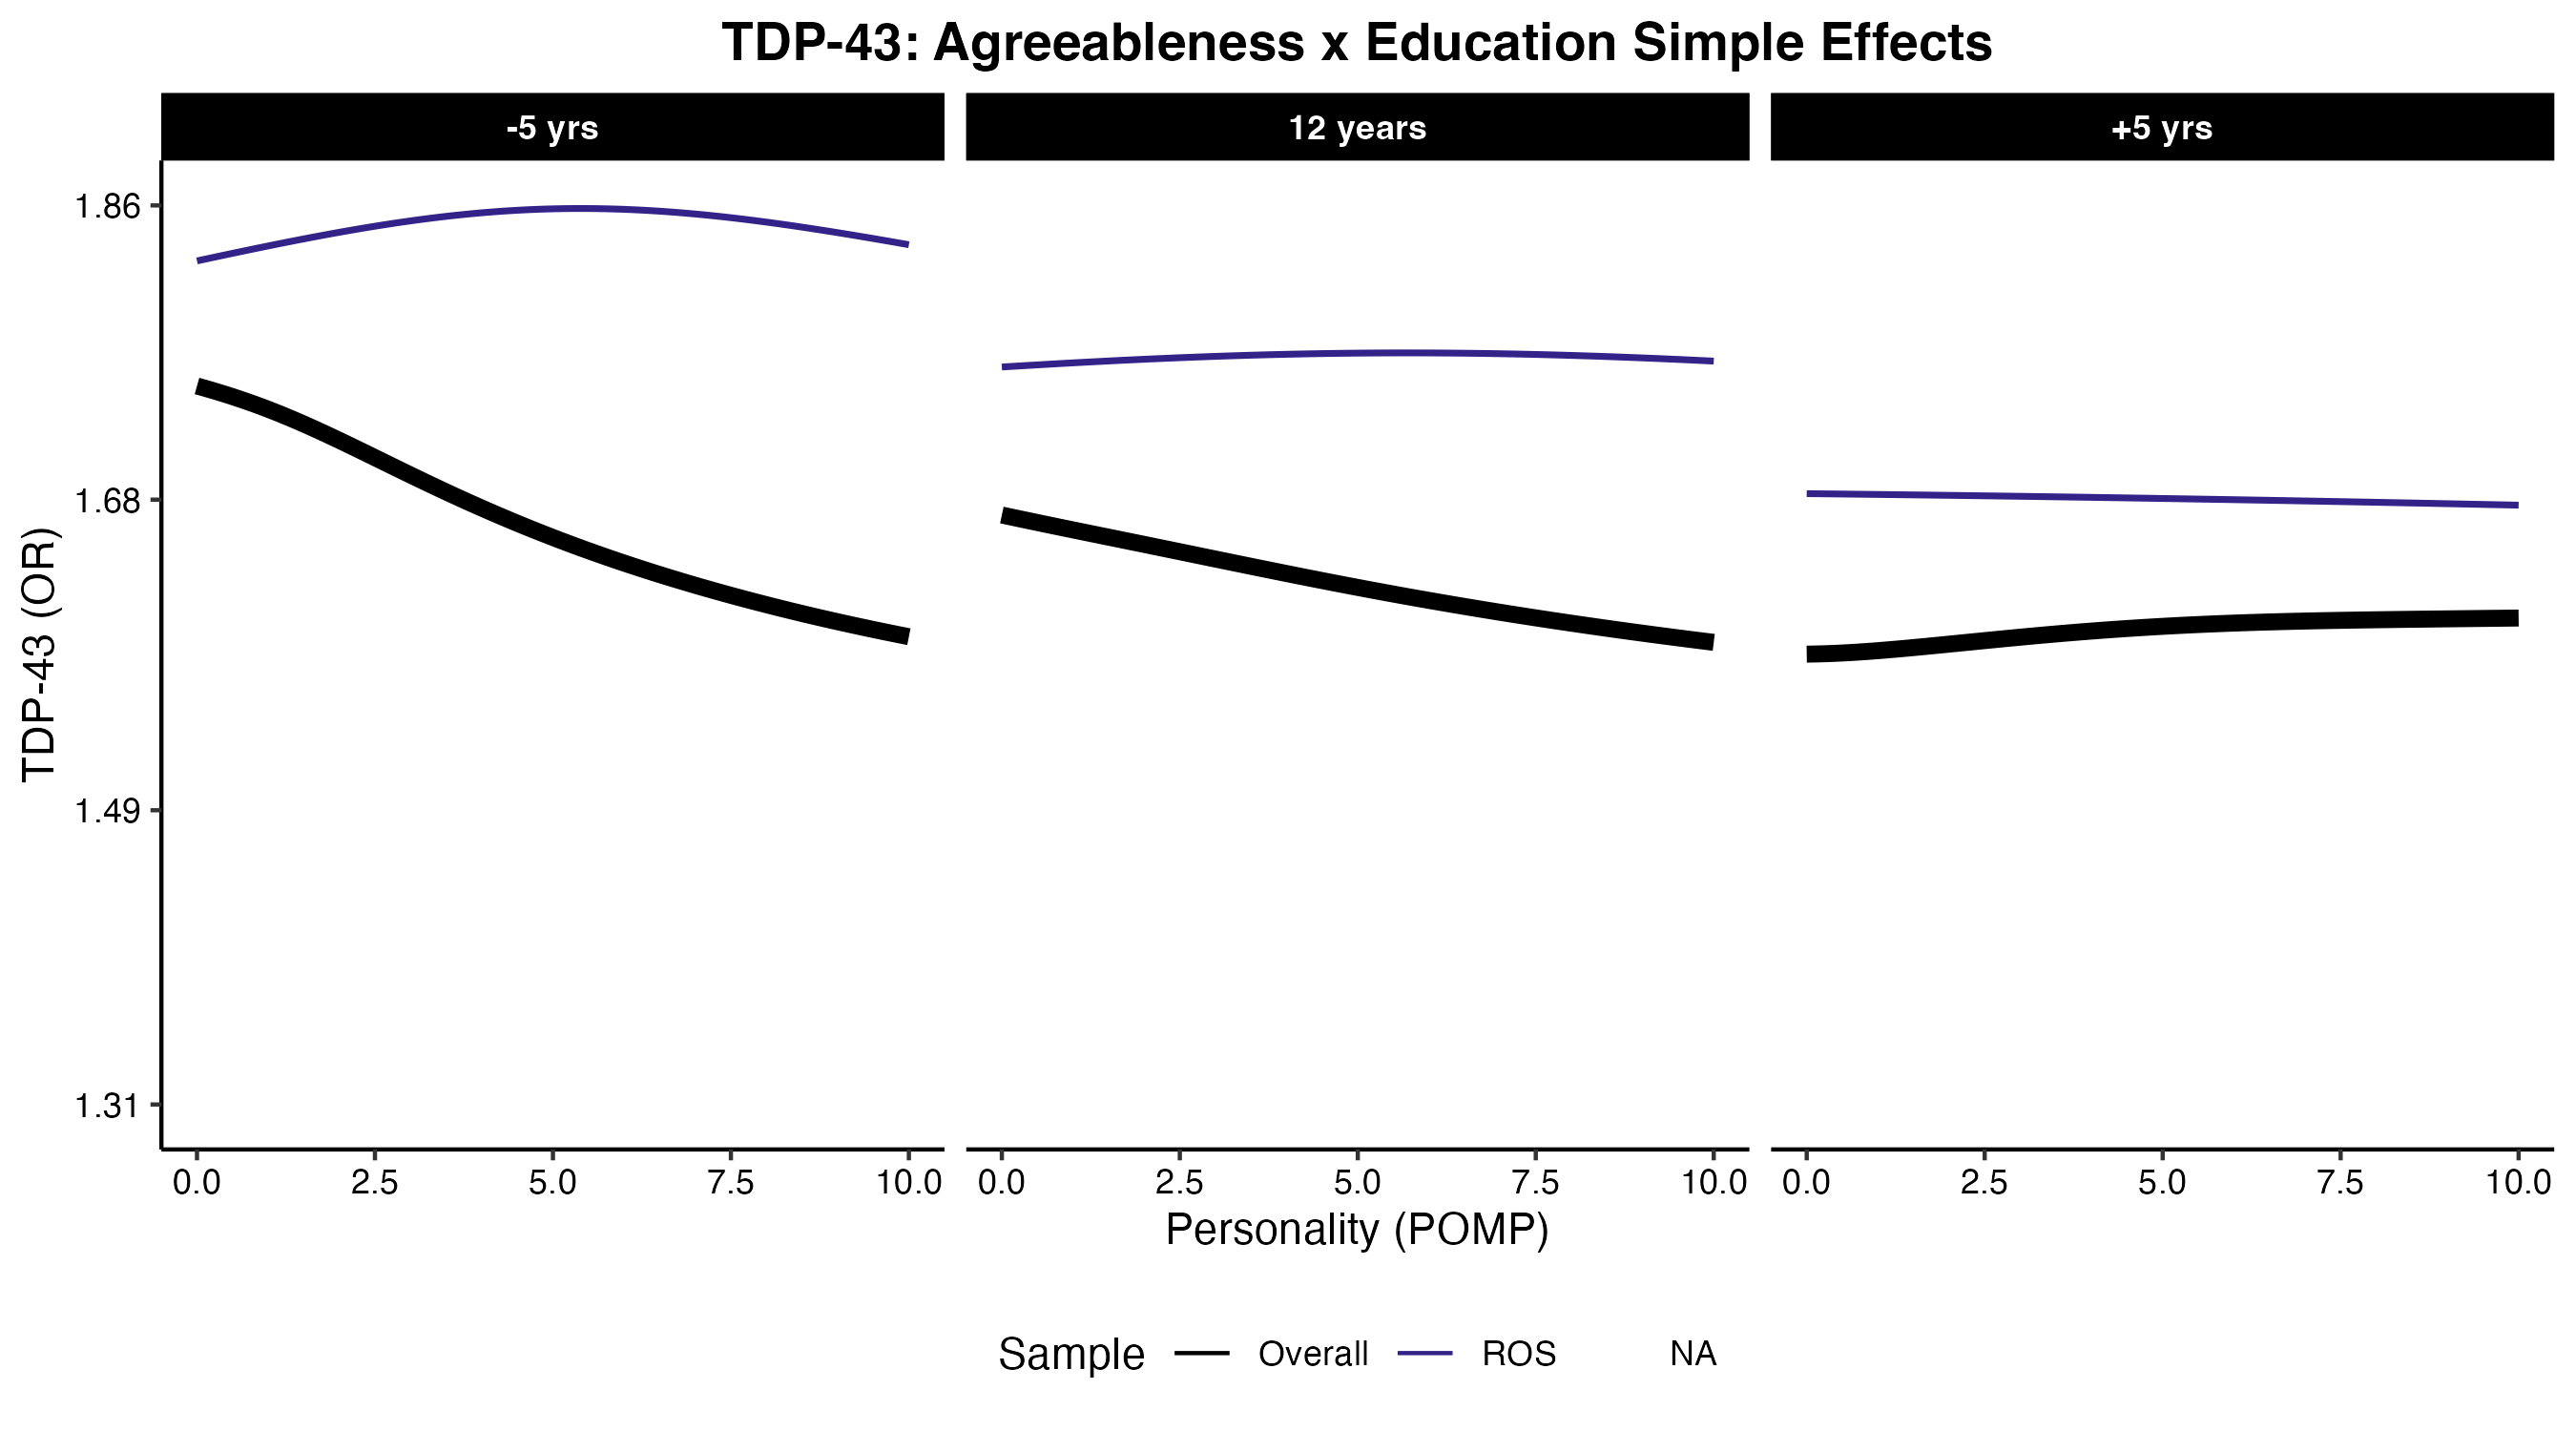 TDP-43: Agreeableness x Education Simple Effects
-5 yrs
12 years
+5 yrs
TDP-43 (OR)
1.86
1.68
1.49
1.31
0.0 2.5 5.0 7.5 10.0
0.0 2.5 5.0 7.5 10.0
0.0 2.5 5.0 7.5 10.0
Personality (POMP)
Sample Overall ROS NA